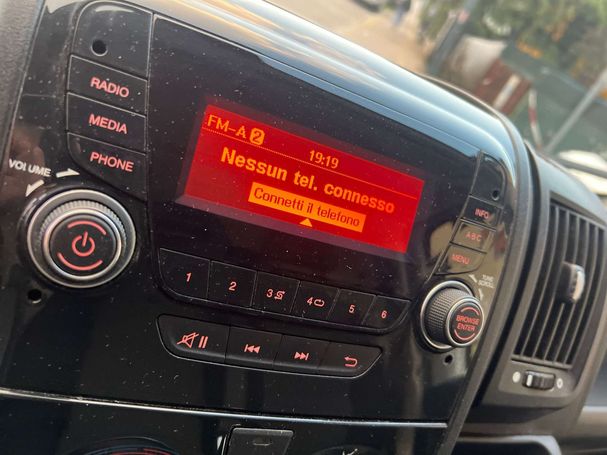 RADIO
MEDIA
PHONE
VOLUME
FM-A 2
19:19
Nessun tel. connesso
Connetti il telefono
INFO
A-B-C
MENU
TUNE
SCROLL
BROWSE
ENTER
1 2 3 4 5 6